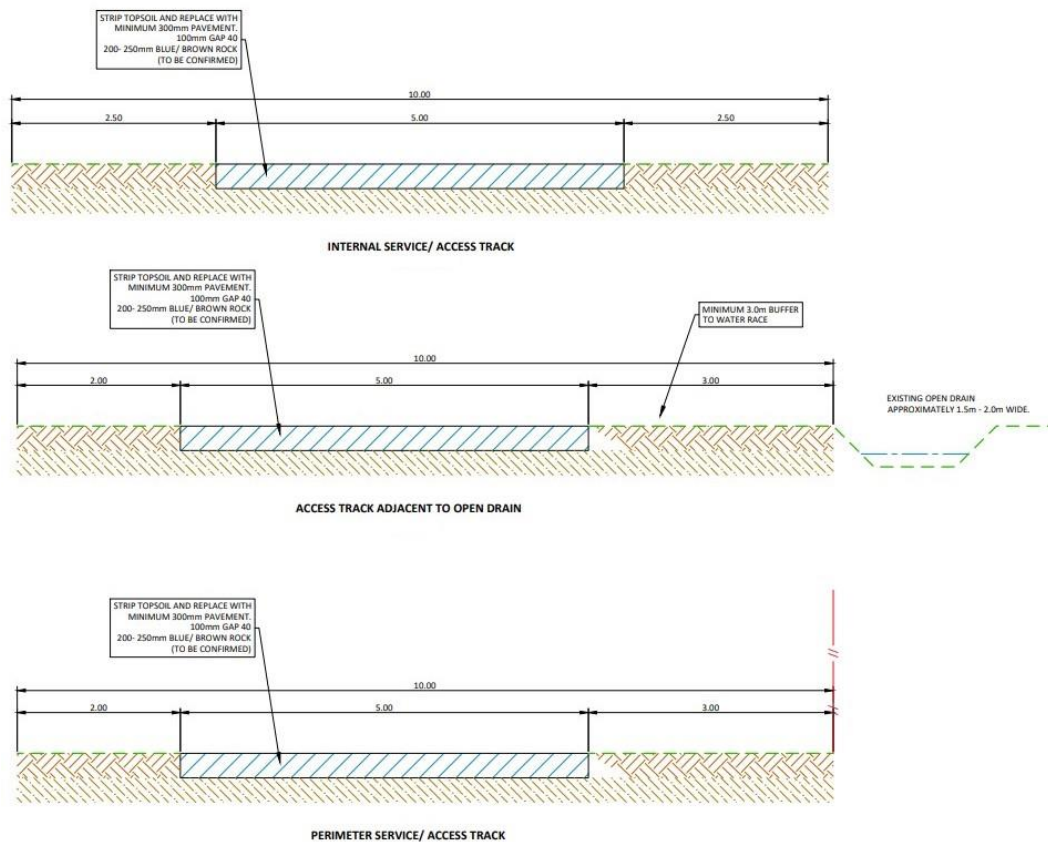 STRIP TOPSOIL AND REPLACE WITH
MINIMUM 300mm PAVEMENT.
100mm GAP 40
200- 250mm BLUE/ BROWN ROCK
(TO BE CONFIRMED)
10.00
2.50
5.00
2.50
INTERNAL SERVICE/ ACCESS TRACK
STRIP TOPSOIL AND REPLACE WITH
MINIMUM 300mm PAVEMENT.
100mm GAP 40
200- 250mm BLUE/ BROWN ROCK
(TO BE CONFIRMED)
MINIMUM 3.0m BUFFER
TO WATER RACE
10.00
2.00
5.00
3.00
EXISTING OPEN DRAIN
APPROXIMATELY 1.5m - 2.0m WIDE.
ACCESS TRACK ADJACENT TO OPEN DRAIN
STRIP TOPSOIL AND REPLACE WITH
MINIMUM 300mm PAVEMENT.
100mm GAP 40
200- 250mm BLUE/ BROWN ROCK
(TO BE CONFIRMED)
10.00
2.00
5.00
3.00
PERIMETER SERVICE/ ACCESS TRACK